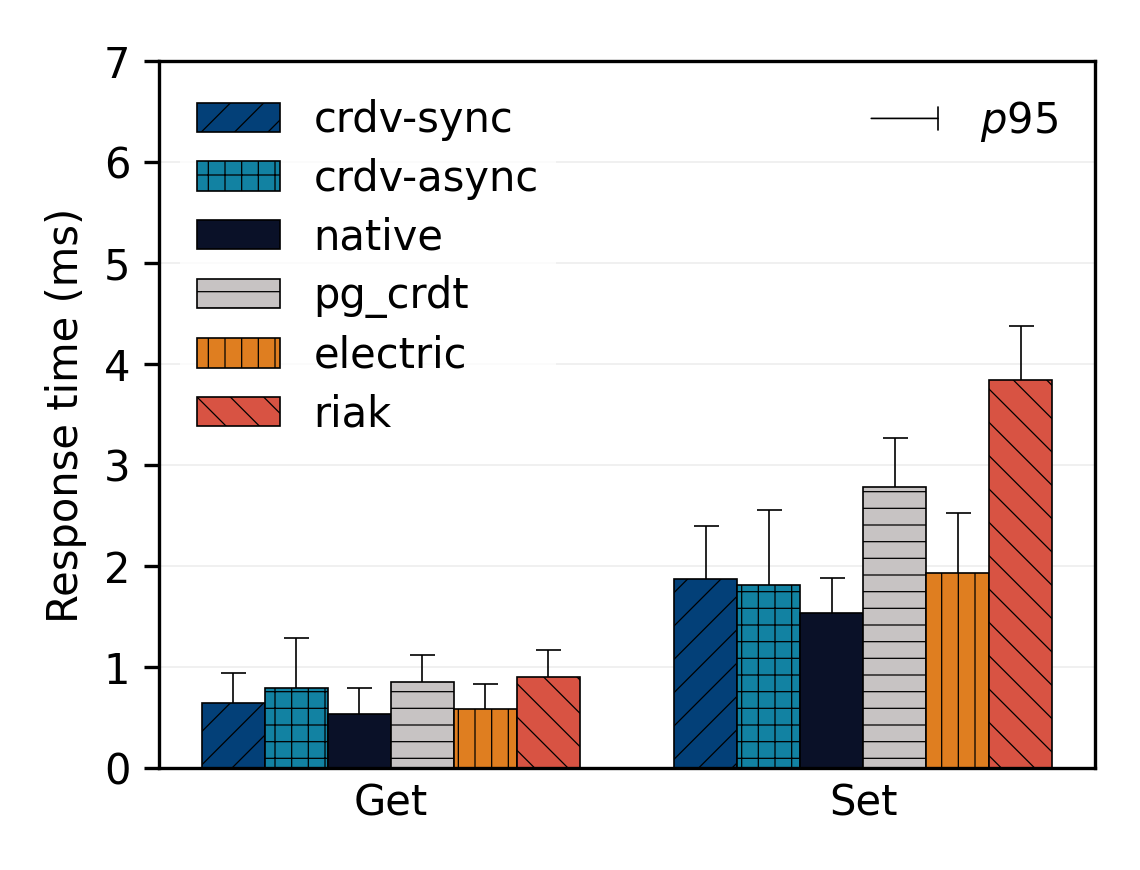 Response time (ms)
7
6
5
4
3
2
1
0
crdv-sync
crdv-async
native
pg_crdt
electric
riak
p95
Get
Set